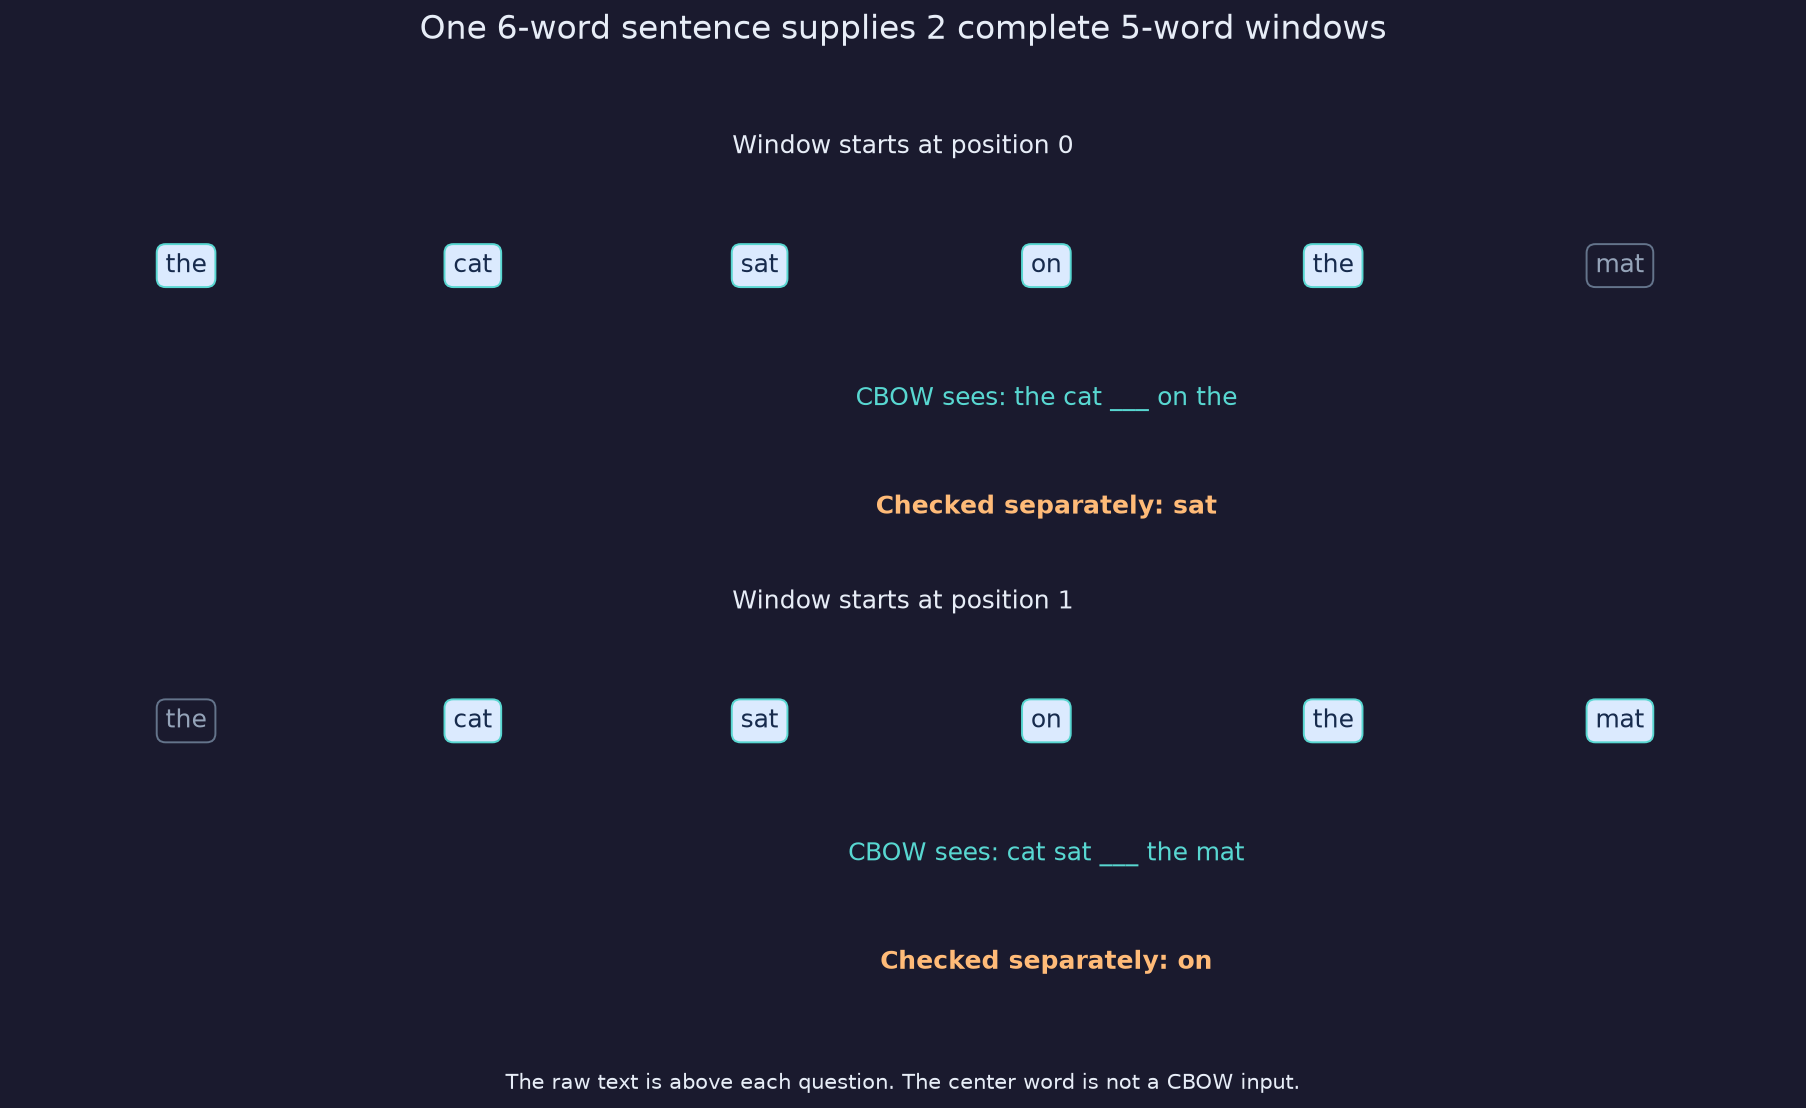 One 6-word sentence supplies 2 complete 5-word windows
Window starts at position 0
the cat sat on the mat
CBOW sees: the cat ___ on the
Checked separately: sat
Window starts at position 1
the cat sat on the mat
CBOW sees: cat sat ___ the mat
Checked separately: on
The raw text is above each question. The center word is not a CBOW input.